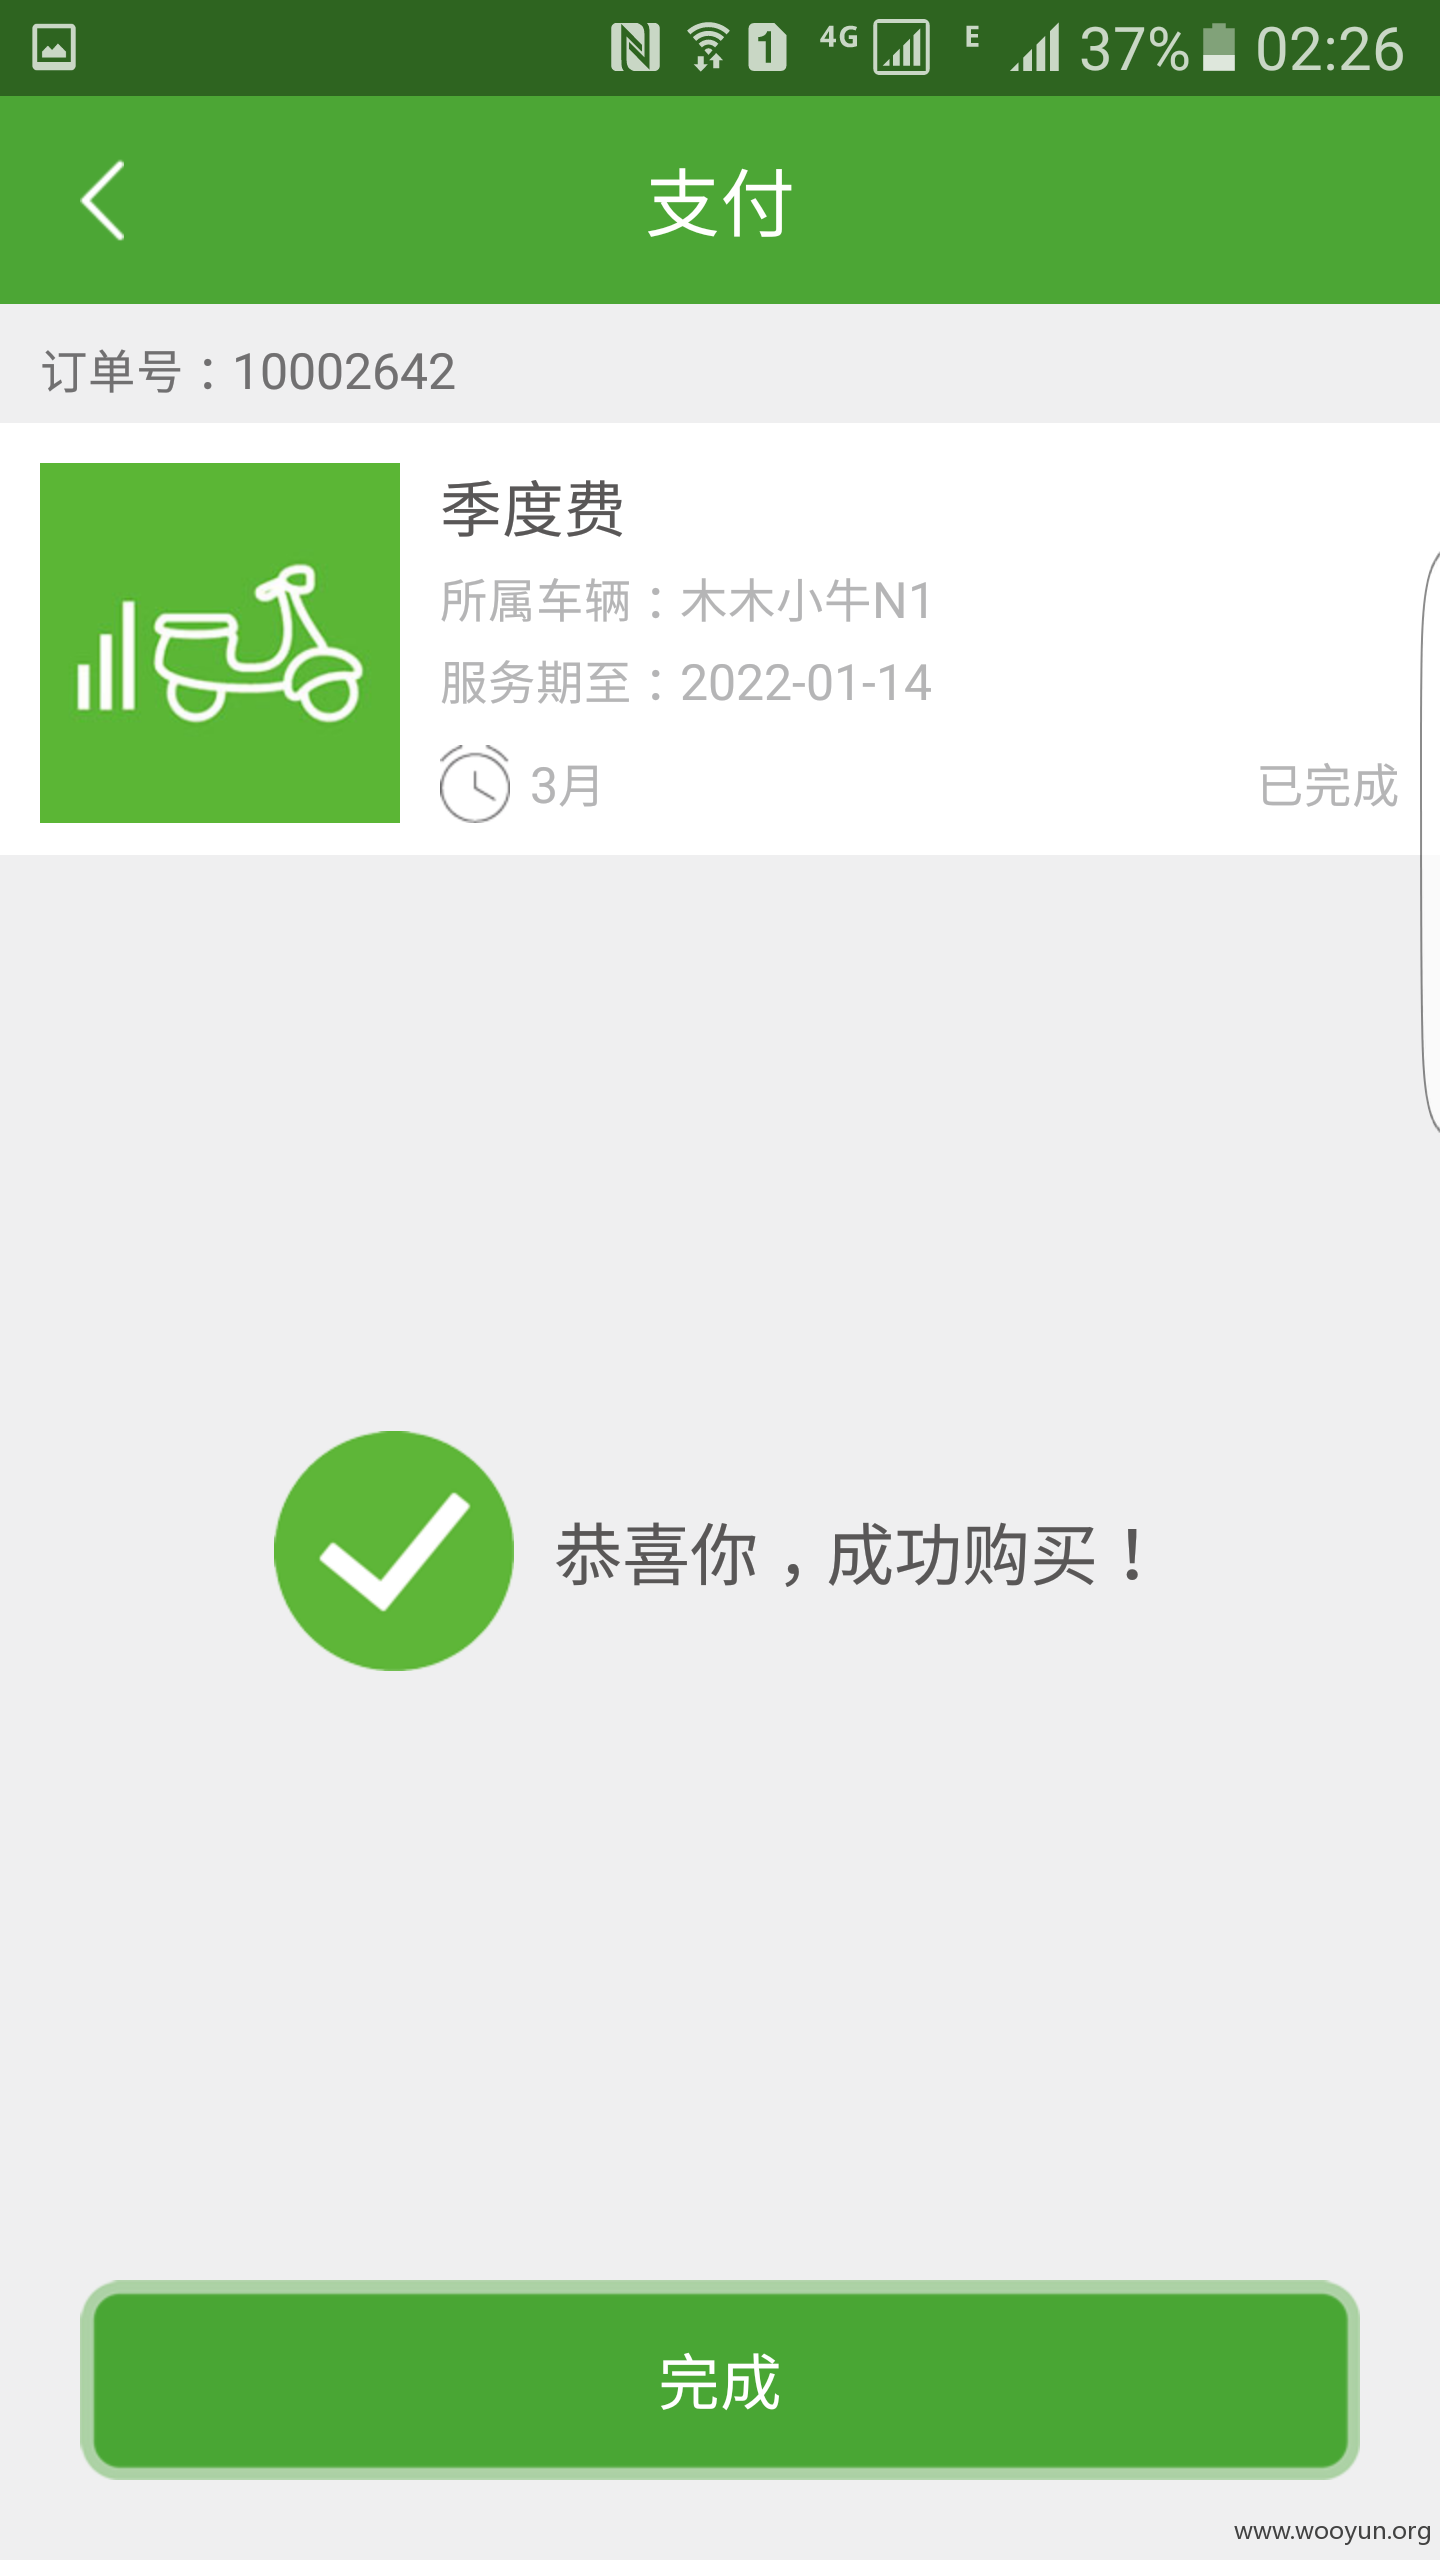 4G E 37% 02:26
支付
订单号：10002642
季度费
所属车辆：木木小牛N1
服务期至：2022-01-14
3月 已完成
恭喜你，成功购买！
完成
www.wooyun.org